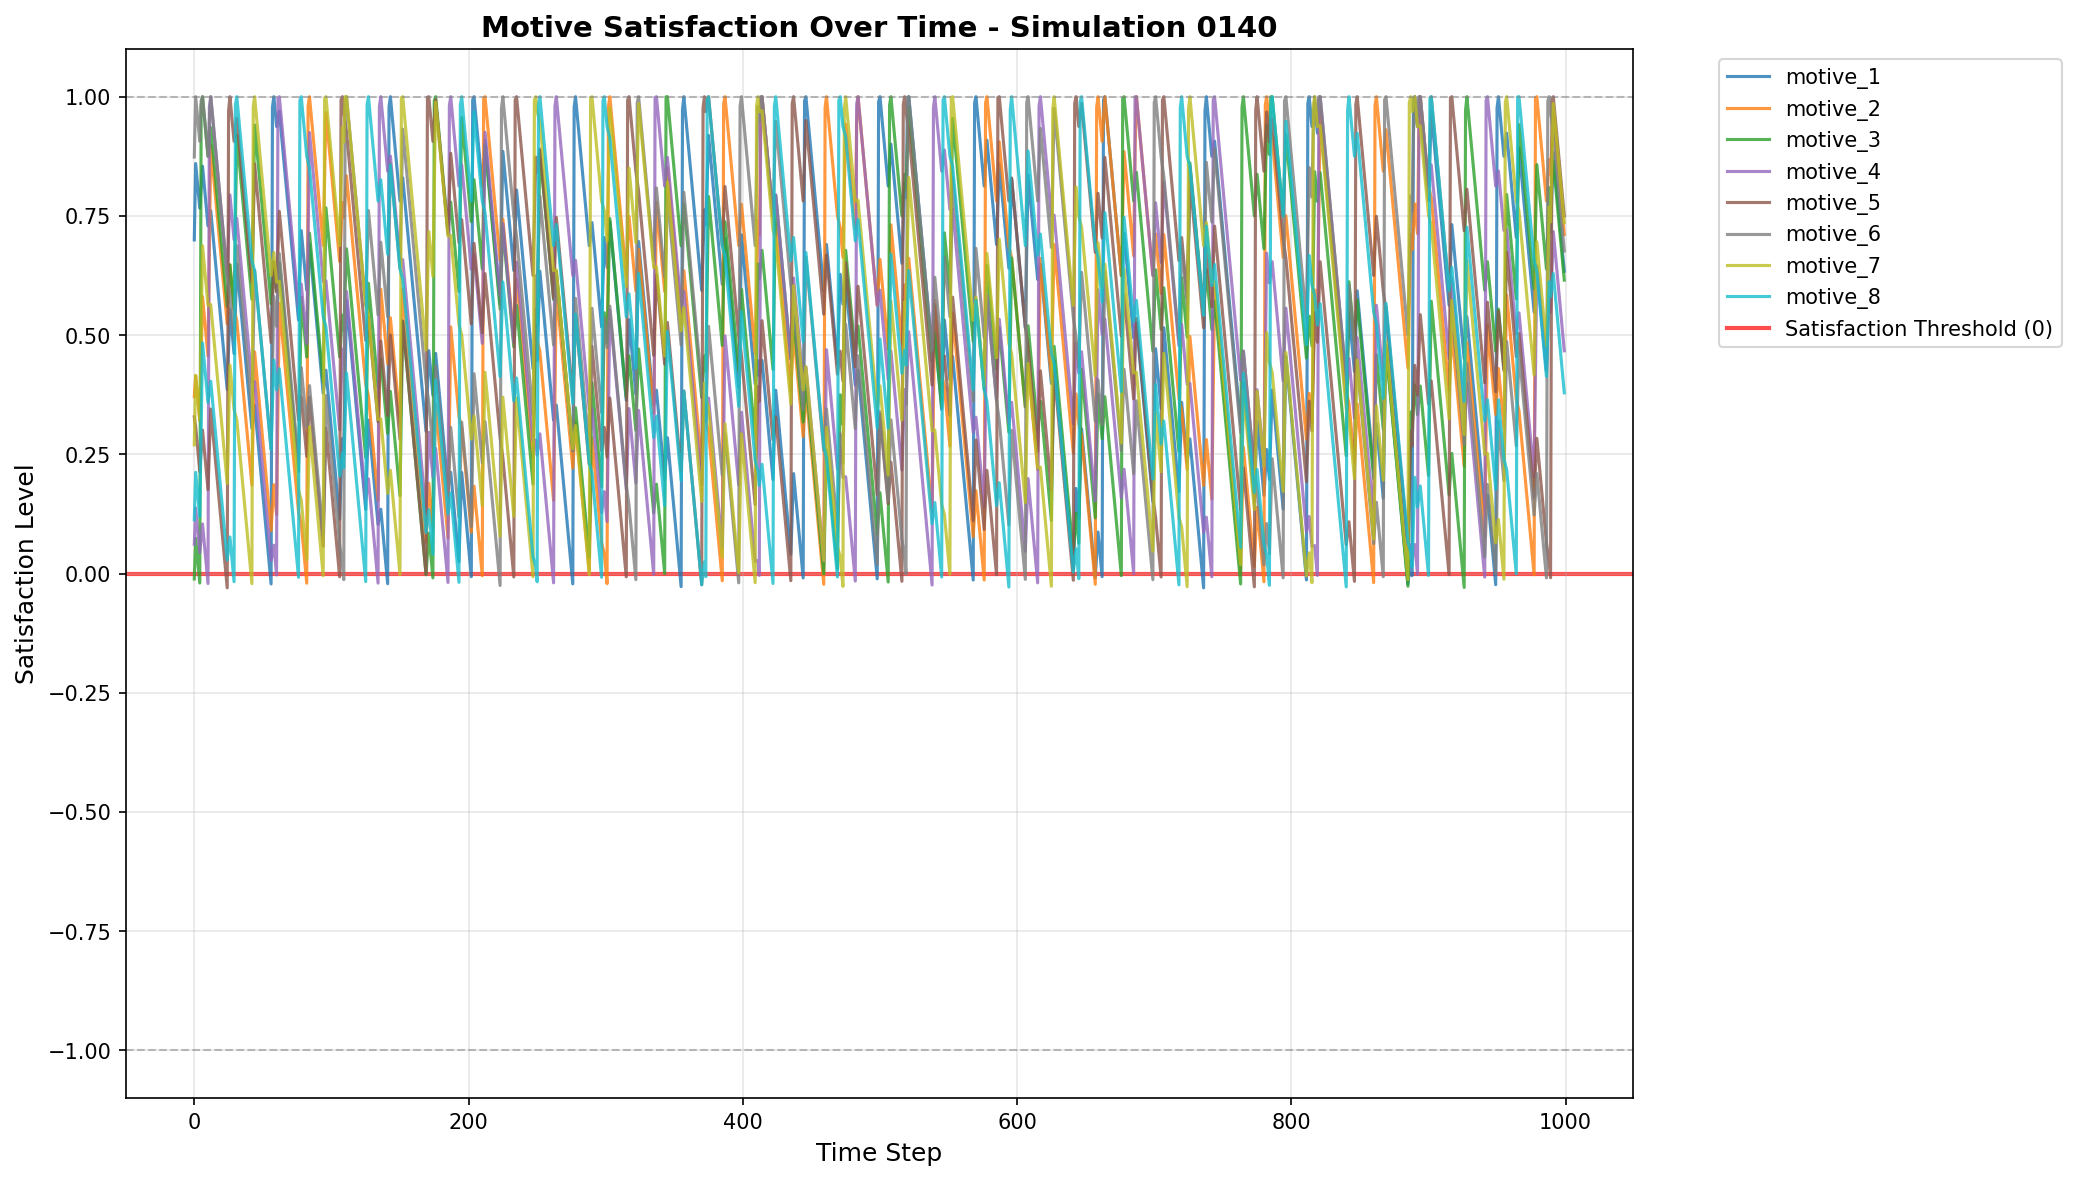 Motive Satisfaction Over Time - Simulation 0140
Satisfaction Level
1.00
0.75
0.50
0.25
0.00
−0.25
−0.50
−0.75
−1.00
0
200
400
600
800
1000
Time Step
motive_1
motive_2
motive_3
motive_4
motive_5
motive_6
motive_7
motive_8
Satisfaction Threshold (0)